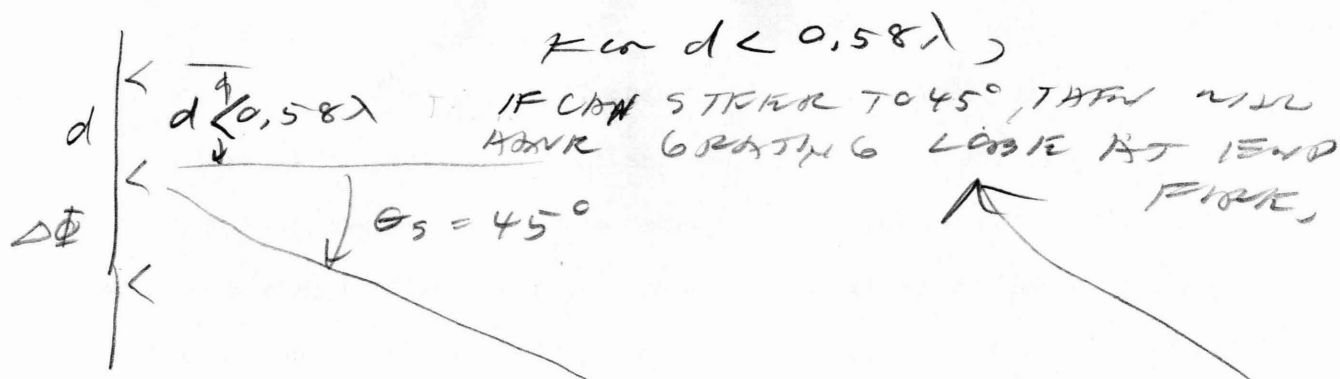 For d < 0,58λ,
d < 0,58λ
IF CAN STEER TO 45°, THEN WILL
HAVE GRATING LOBE AT END
FIRE,
d
ΔΦ
θs = 45°